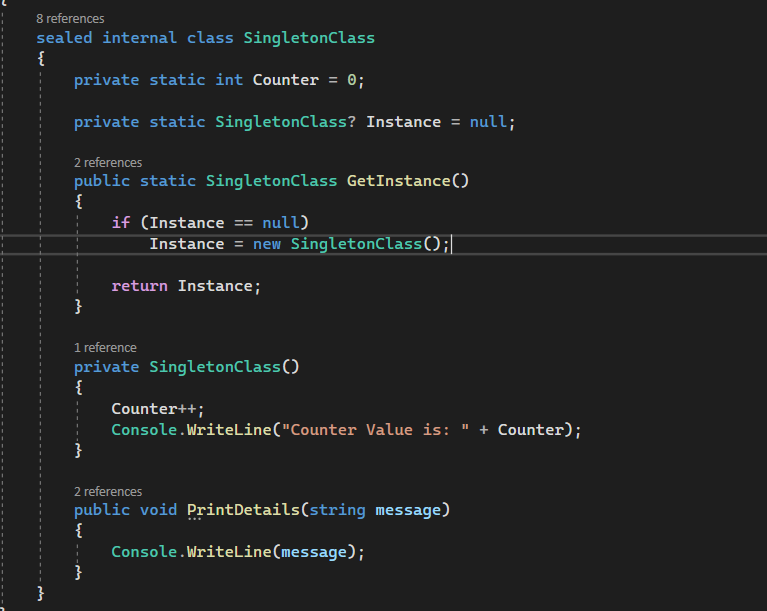 {
8 references
sealed internal class SingletonClass
{
private static int Counter = 0;
private static SingletonClass? Instance = null;
2 references
public static SingletonClass GetInstance()
{
if (Instance == null)
Instance = new SingletonClass();
return Instance;
}
1 reference
private SingletonClass()
{
Counter++;
Console.WriteLine("Counter Value is: " + Counter);
}
2 references
public void PrintDetails(string message)
{
Console.WriteLine(message);
}
}